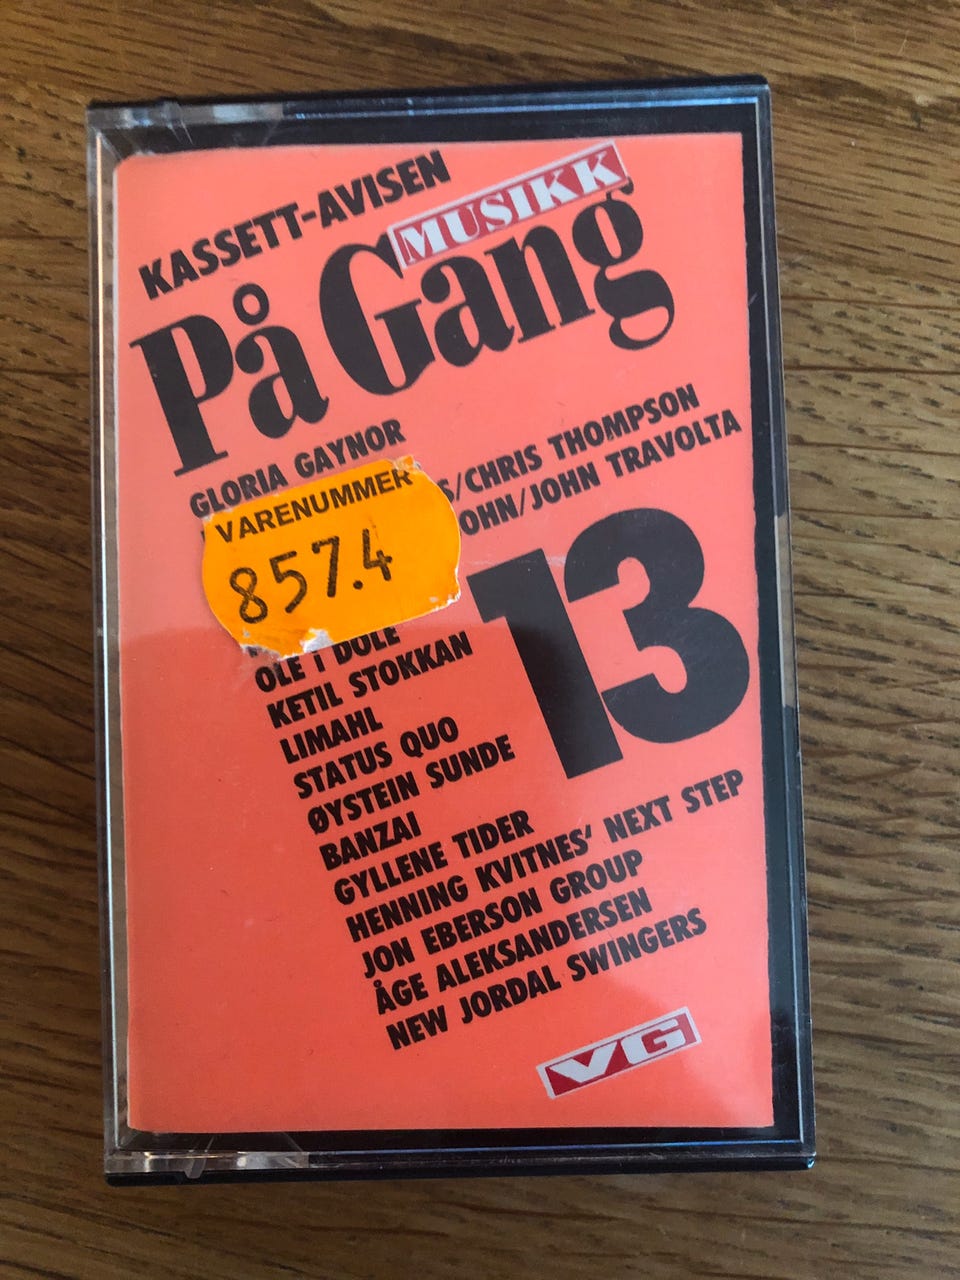 KASSETT-AVISEN
MUSIKK
På Gang
GLORIA GAYNOR
/CHRIS THOMPSON
/JOHN TRAVOLTA
VARENUMMER
857.4
13
OLE I DOLE
KETIL STOKKAN
LIMAHL
STATUS QUO
ØYSTEIN SUNDE
BANZAI
GYLLENE TIDER
HENNING KVITNES' NEXT STEP
JON EBERSON GROUP
ÅGE ALEKSANDERSEN
NEW JORDAL SWINGERS
VG